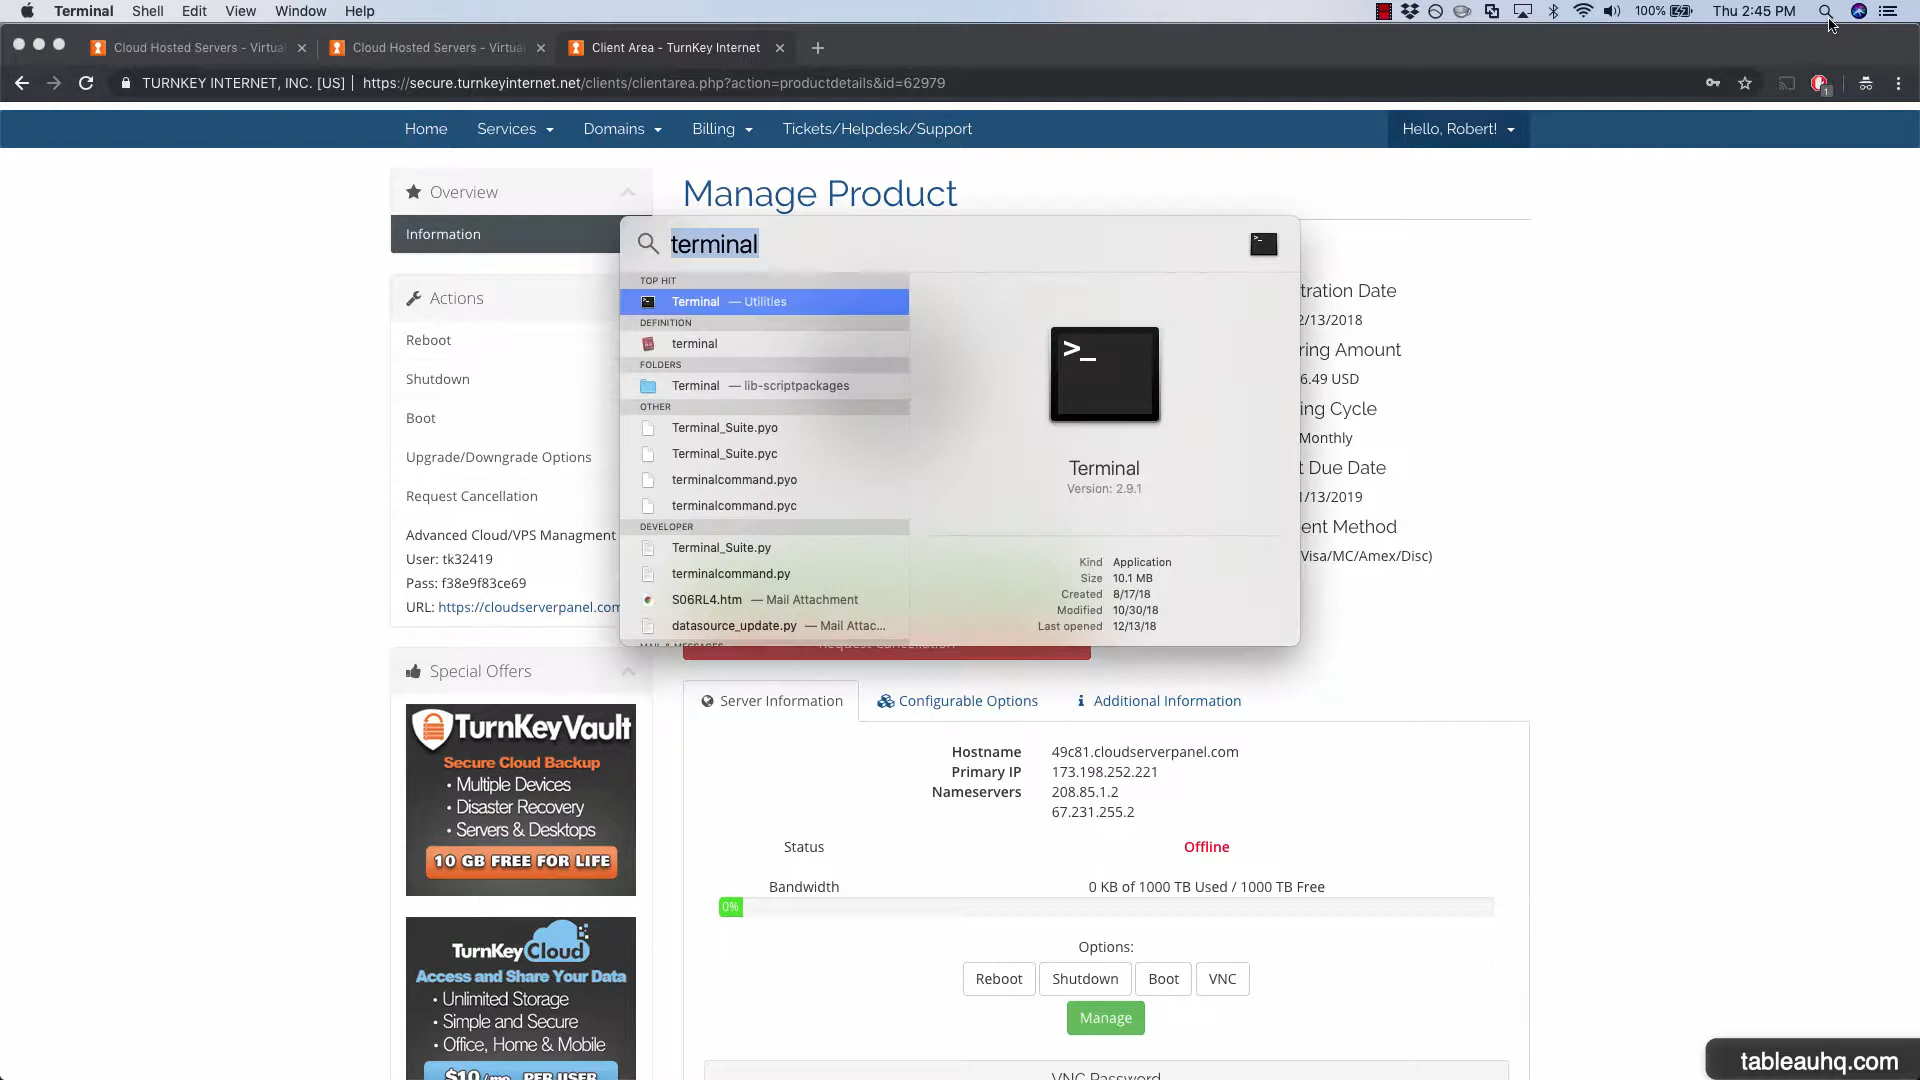 Terminal Shell Edit View Window Help
100% Thu 2:45 PM
Cloud Hosted Servers - Virtual
Cloud Hosted Servers - Virtual
Client Area - TurnKey Internet
TURNKEY INTERNET, INC. [US] | https://secure.turnkeyinternet.net/clients/clientarea.php?action=productdetails&id=62979
1
Home Services Domains Billing Tickets/Helpdesk/Support Hello, Robert!
Overview
Information
Actions
Reboot
Shutdown
Boot
Upgrade/Downgrade Options
Request Cancellation
Advanced Cloud/VPS Managment
User: tk32419
Pass: f38e9f83ce69
URL: https://cloudserverpanel.com
Special Offers
TurnKeyVault
Secure Cloud Backup
• Multiple Devices
• Disaster Recovery
• Servers & Desktops
10 GB FREE FOR LIFE
TurnKeyCloud
Access and Share Your Data
• Unlimited Storage
• Simple and Secure
• Office, Home & Mobile
$10/mo PER USER
Manage Product
terminal
TOP HIT
Terminal — Utilities
DEFINITION
terminal
FOLDERS
Terminal — lib-scriptpackages
OTHER
Terminal_Suite.pyo
Terminal_Suite.pyc
terminalcommand.pyo
terminalcommand.pyc
DEVELOPER
Terminal_Suite.py
terminalcommand.py
S06RL4.htm — Mail Attachment
datasource_update.py — Mail Attac...
MAIL & MESSAGES
>_
Terminal
Version: 2.9.1
Kind Application
Size 10.1 MB
Created 8/17/18
Modified 10/30/18
Last opened 12/13/18
tration Date
2/13/2018
ring Amount
6.49 USD
ing Cycle
Monthly
t Due Date
1/13/2019
ent Method
Visa/MC/Amex/Disc)
Request Cancellation
Server Information Configurable Options Additional Information
Hostname 49c81.cloudserverpanel.com
Primary IP 173.198.252.221
Nameservers 208.85.1.2
67.231.255.2
Status Offline
Bandwidth 0 KB of 1000 TB Used / 1000 TB Free
0%
Options:
Reboot Shutdown Boot VNC
Manage
VNC Password
tableauhq.com